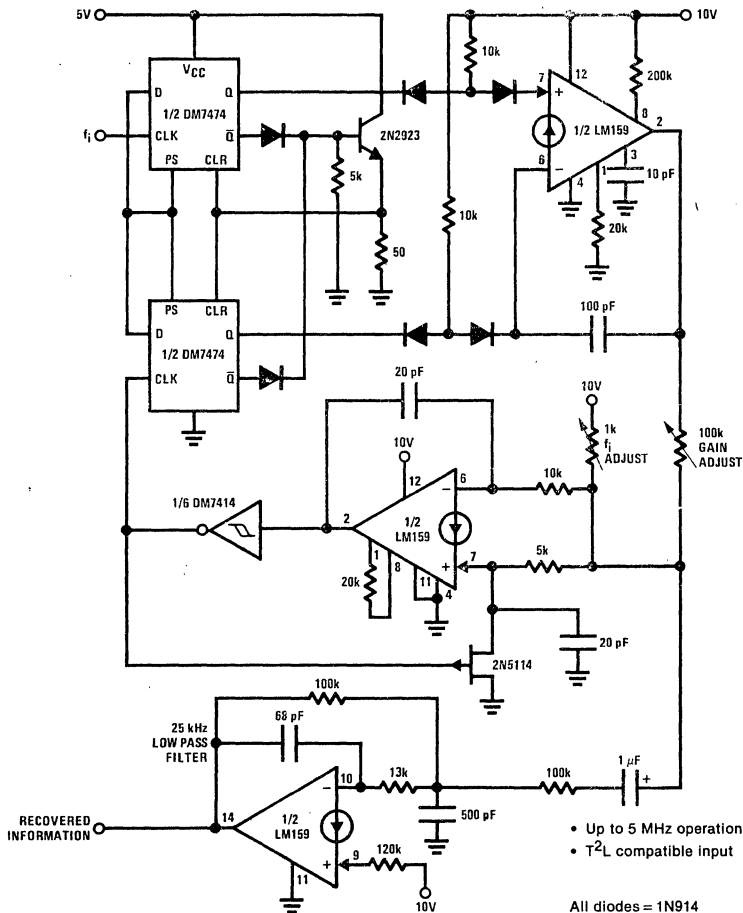 5V
10V
VCC
D
Q
1/2 DM7474
fi
CLK
Q̅
PS
CLR
2N2923
5k
50
10k
10k
200k
12
7
+
8
2
1/2 LM159
6
−
4
1
3
10 pF
20k
PS
CLR
D
Q
1/2 DM7474
CLK
Q̅
100 pF
20 pF
10V
10V
1k
fi
ADJUST
100k
GAIN
ADJUST
12
6
−
10k
1/6 DM7414
2
1/2
LM159
+
7
5k
1
8
11
4
20k
2N5114
20 pF
100k
25 kHz
LOW PASS
FILTER
68 pF
10
−
13k
100k
1 µF
+
500 pF
RECOVERED
INFORMATION
14
1/2
LM159
+
9
120k
11
10V
• Up to 5 MHz operation
• T²L compatible input
All diodes = 1N914